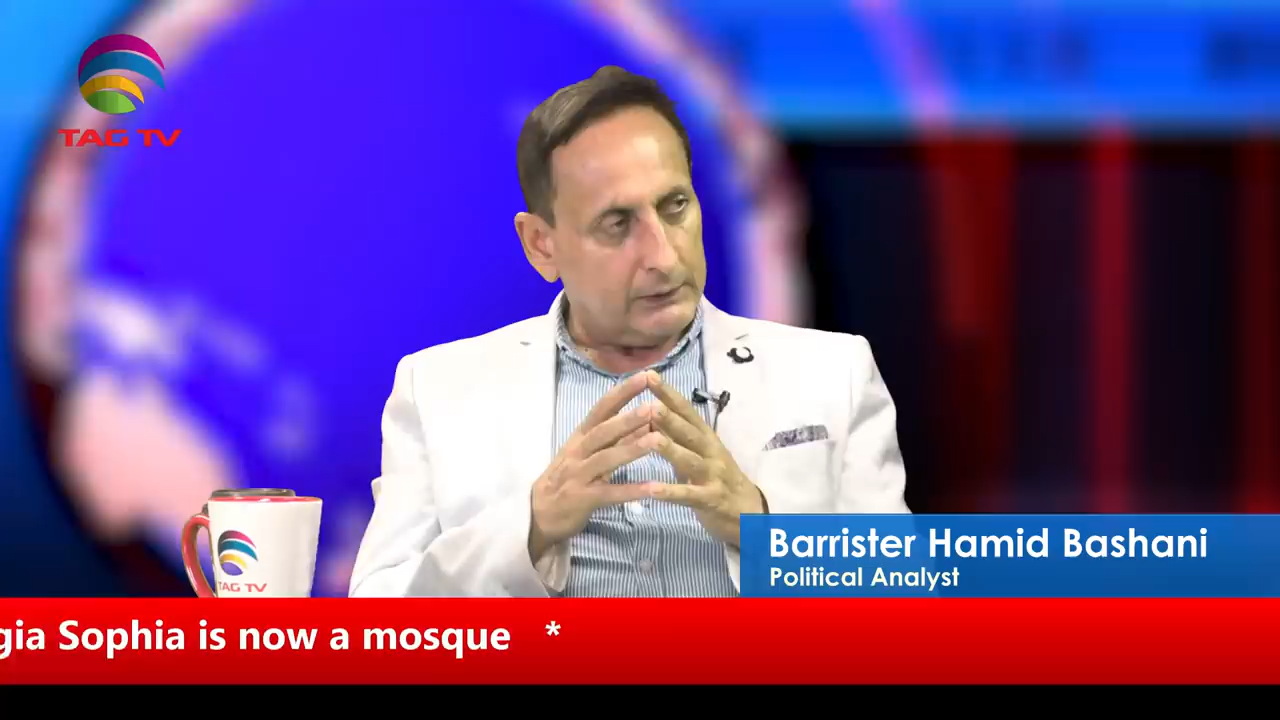 TAG TV
TAG TV
Barrister Hamid Bashani
Political Analyst
gia Sophia is now a mosque *